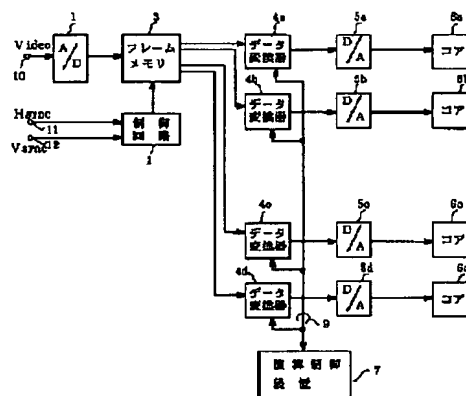 Video
10
A/D
1
フレーム
メモリ
3
Hsync
11
Vsync
12
制御
回路
1
データ
変換器
4a
D/A
5a
コア
6a
データ
変換器
4b
D/A
コア
データ
変換器
4c
D/A
5c
コア
6c
データ
変換器
4d
D/A
コア
9
演算制御
装置
7